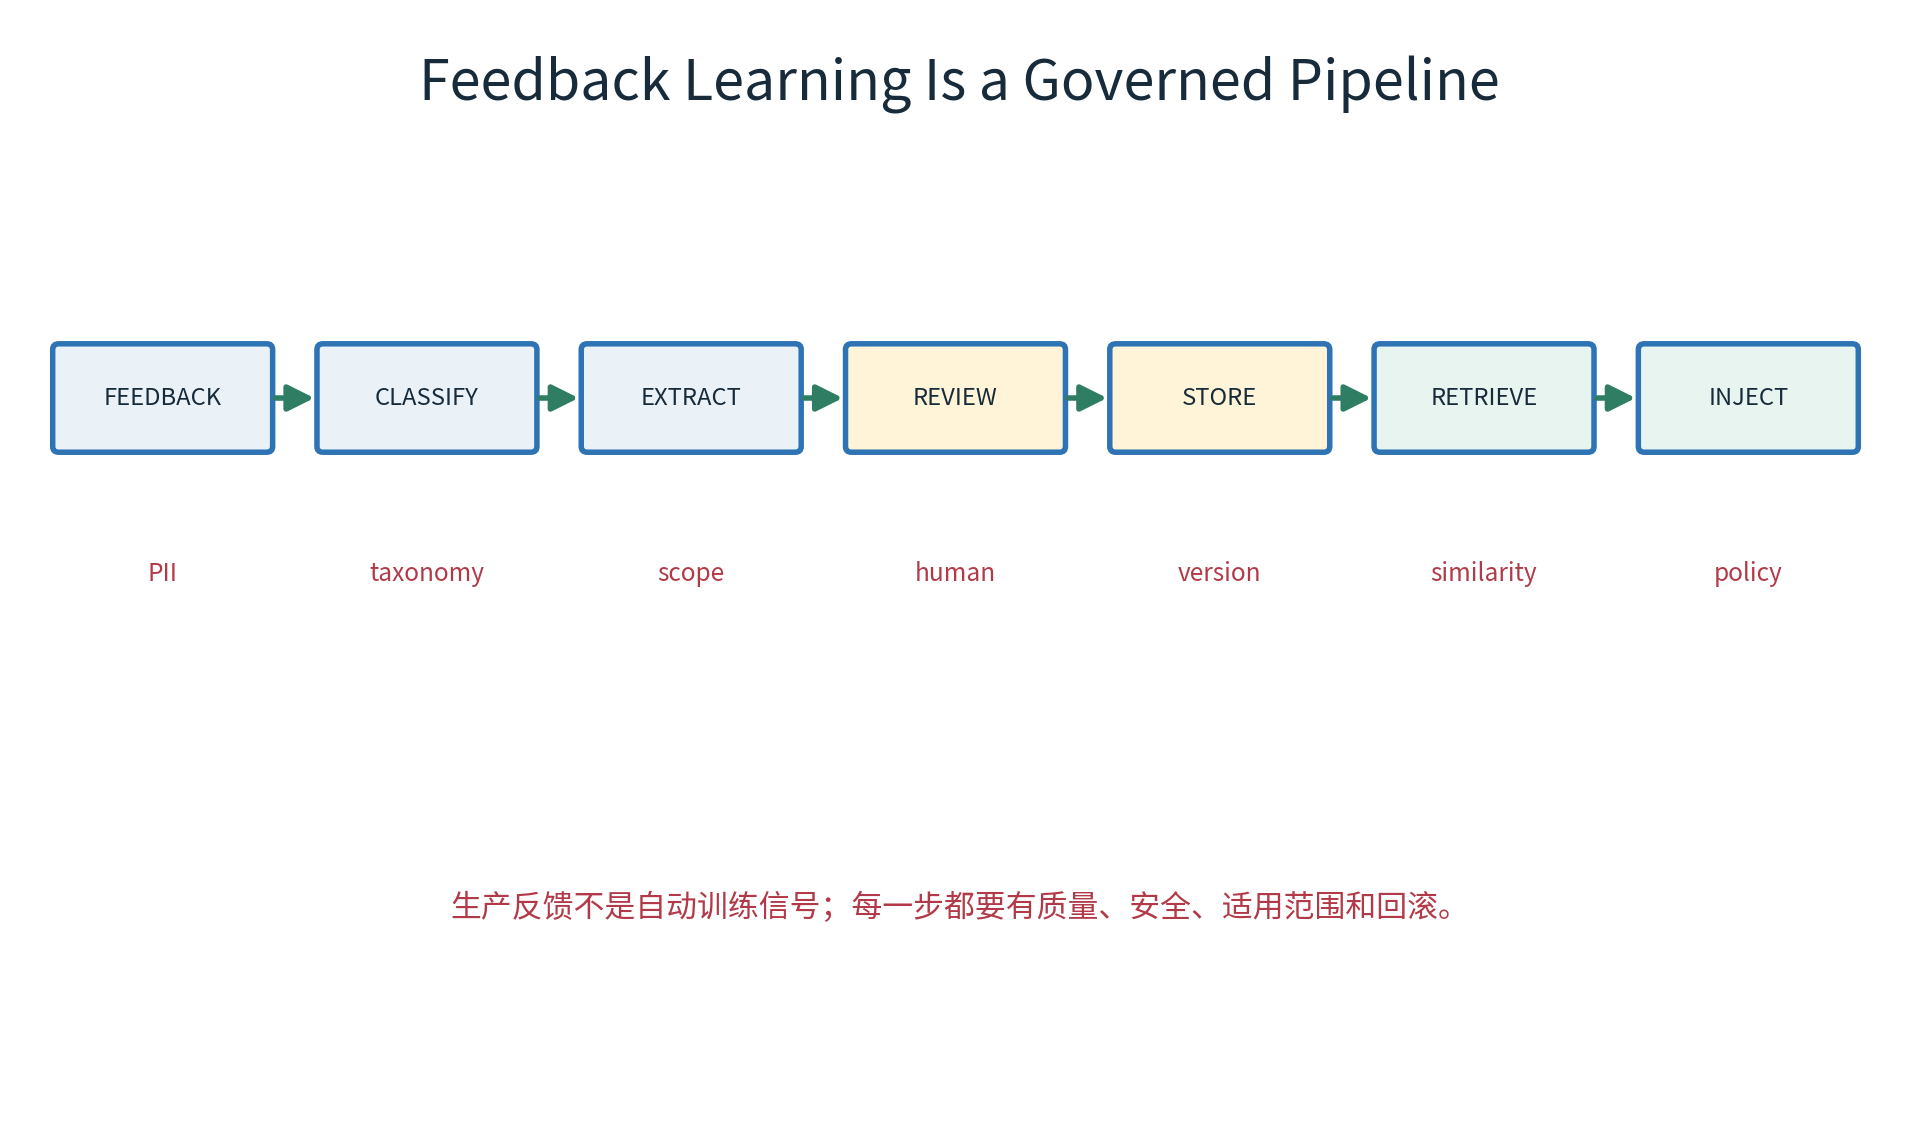 Feedback Learning Is a Governed Pipeline
FEEDBACK
CLASSIFY
EXTRACT
REVIEW
STORE
RETRIEVE
INJECT
PII
taxonomy
scope
human
version
similarity
policy
生产反馈不是自动训练信号；每一步都要有质量、安全、适用范围和回滚。